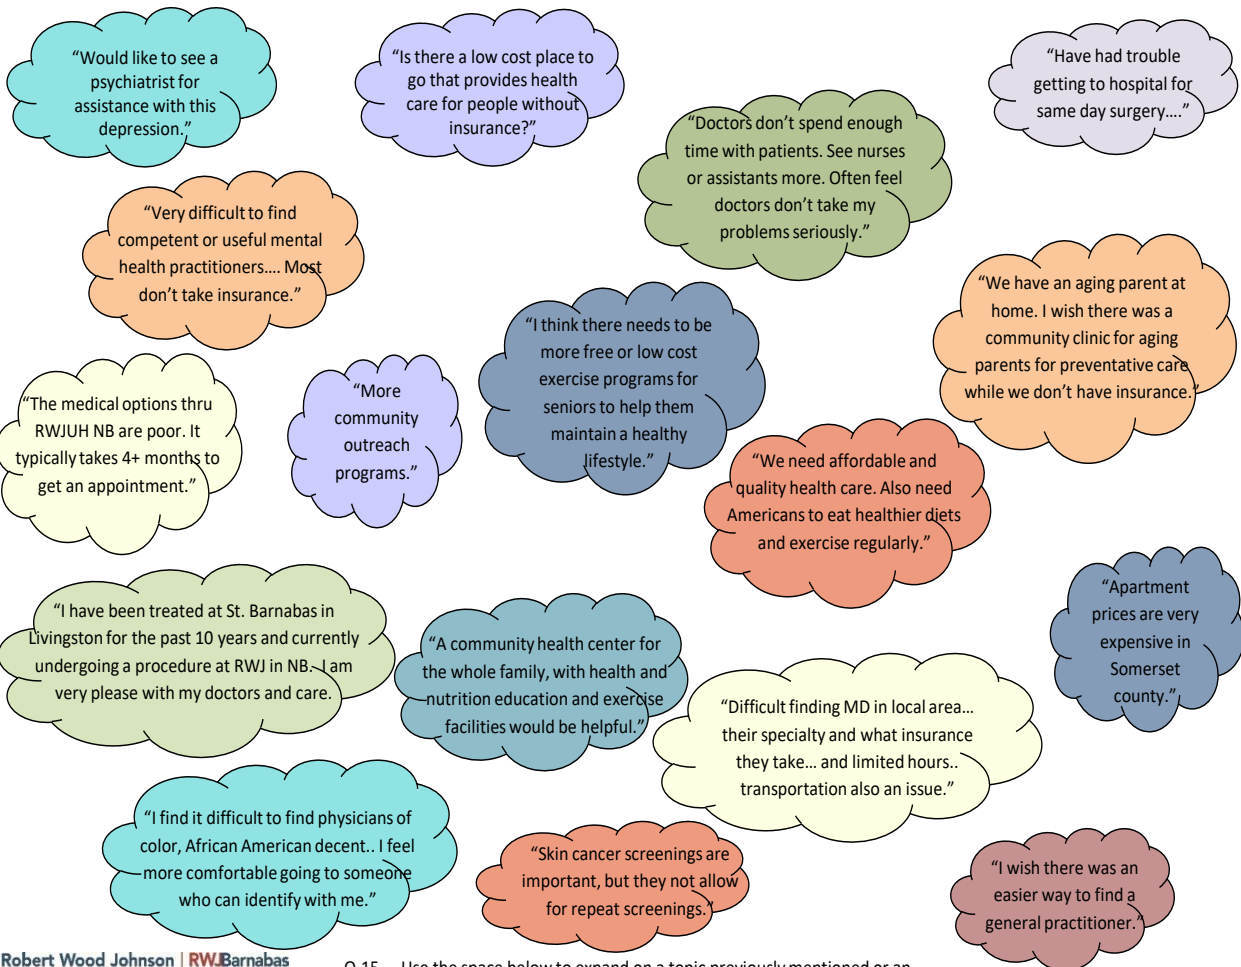 “Would like to see a
psychiatrist for
assistance with this
depression.”
“Is there a low cost place to
go that provides health
care for people without
insurance?”
“Have had trouble
getting to hospital for
same day surgery....”
“Doctors don’t spend enough
time with patients. See nurses
or assistants more. Often feel
doctors don’t take my
problems seriously.”
“Very difficult to find
competent or useful mental
health practitioners.... Most
don’t take insurance.”
“We have an aging parent at
home. I wish there was a
community clinic for aging
parents for preventative care
while we don’t have insurance.”
“I think there needs to be
more free or low cost
exercise programs for
seniors to help them
maintain a healthy
lifestyle.”
“The medical options thru
RWJUH NB are poor. It
typically takes 4+ months to
get an appointment.”
“More
community
outreach
programs.”
“We need affordable and
quality health care. Also need
Americans to eat healthier diets
and exercise regularly.”
“I have been treated at St. Barnabas in
Livingston for the past 10 years and currently
undergoing a procedure at RWJ in NB. I am
very please with my doctors and care.
“A community health center for
the whole family, with health and
nutrition education and exercise
facilities would be helpful.”
“Apartment
prices are very
expensive in
Somerset
county.”
“Difficult finding MD in local area...
their specialty and what insurance
they take... and limited hours..
transportation also an issue.”
“I find it difficult to find physicians of
color, African American decent.. I feel
more comfortable going to someone
who can identify with me.”
“Skin cancer screenings are
important, but they not allow
for repeat screenings.”
“I wish there was an
easier way to find a
general practitioner.”
Robert Wood Johnson | RWJBarnabas
Q.15 Use the space below to expand on a topic previously mentioned or an